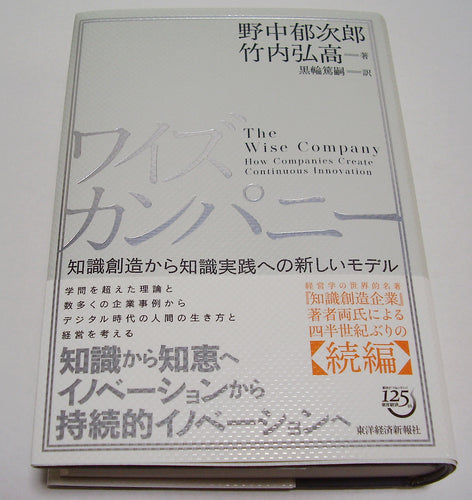 野中郁次郎
竹内弘高―著
黒輪篤嗣―訳
ワイズ
カンパニー
The
Wise Company
How Companies Create
Continuous Innovation
知識創造から知識実践への新しいモデル
学問を超えた理論と
数多くの企業事例から
デジタル時代の人間の生き方と
経営を考える
知識から知恵へ
イノベーションから
持続的イノベーションへ
経営学の世界的名著
『知識創造企業』
著者両氏による
四半世紀ぶりの
【続編】
125
東洋経済新報社